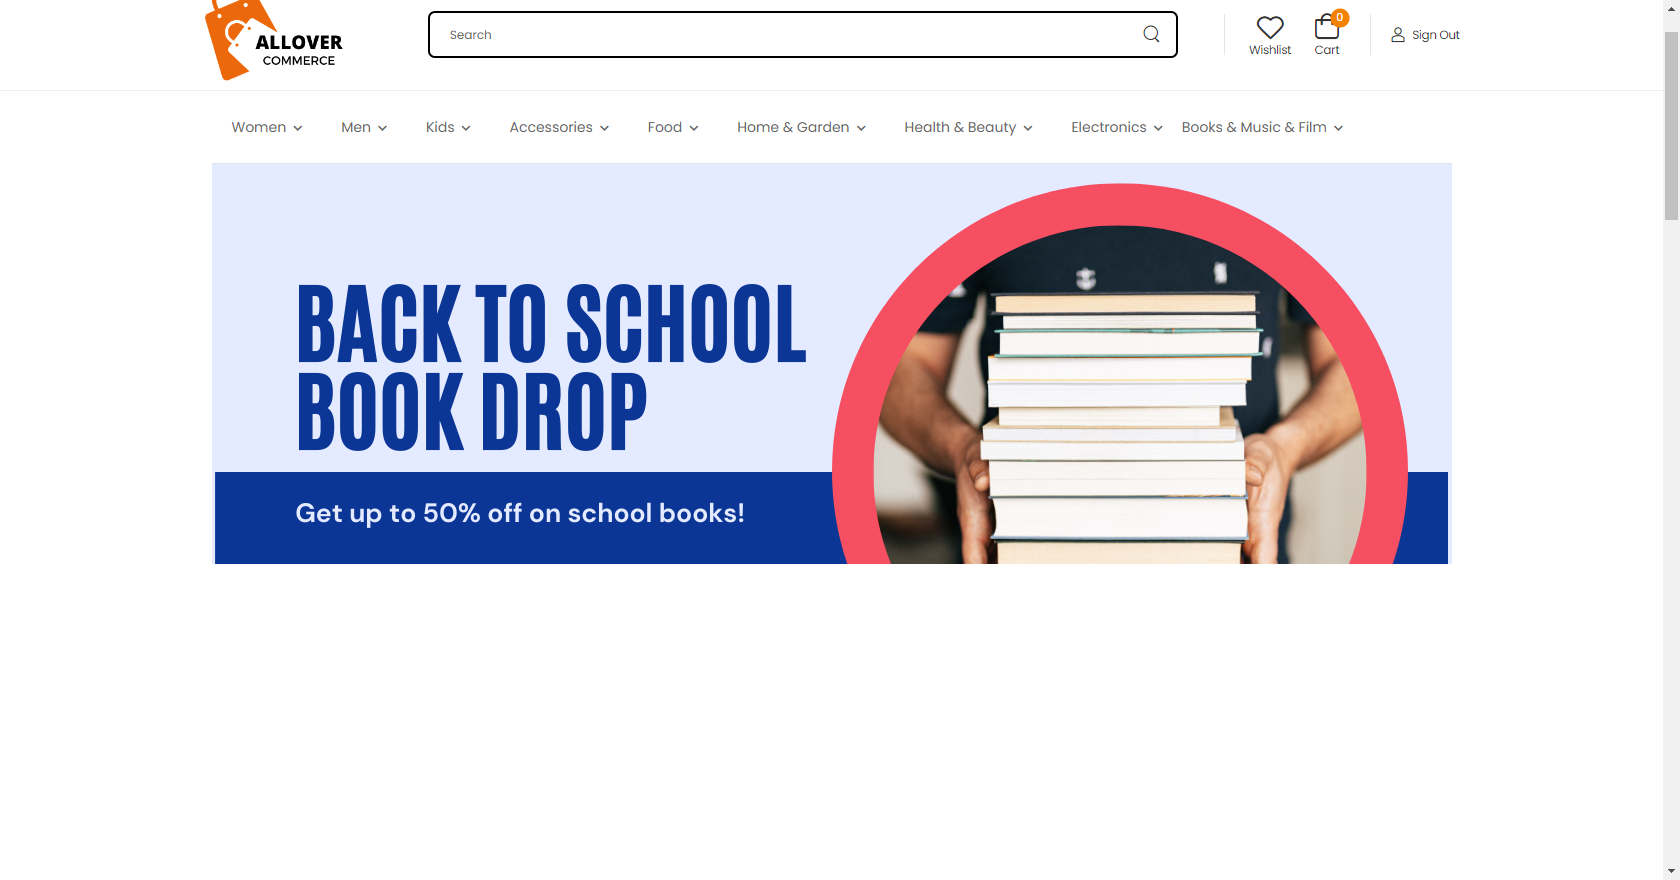 ALLOVER
COMMERCE
Search
Wishlist
0
Cart
Sign Out
Women
Men
Kids
Accessories
Food
Home & Garden
Health & Beauty
Electronics
Books & Music & Film
BACK TO SCHOOL
BOOK DROP
Get up to 50% off on school books!